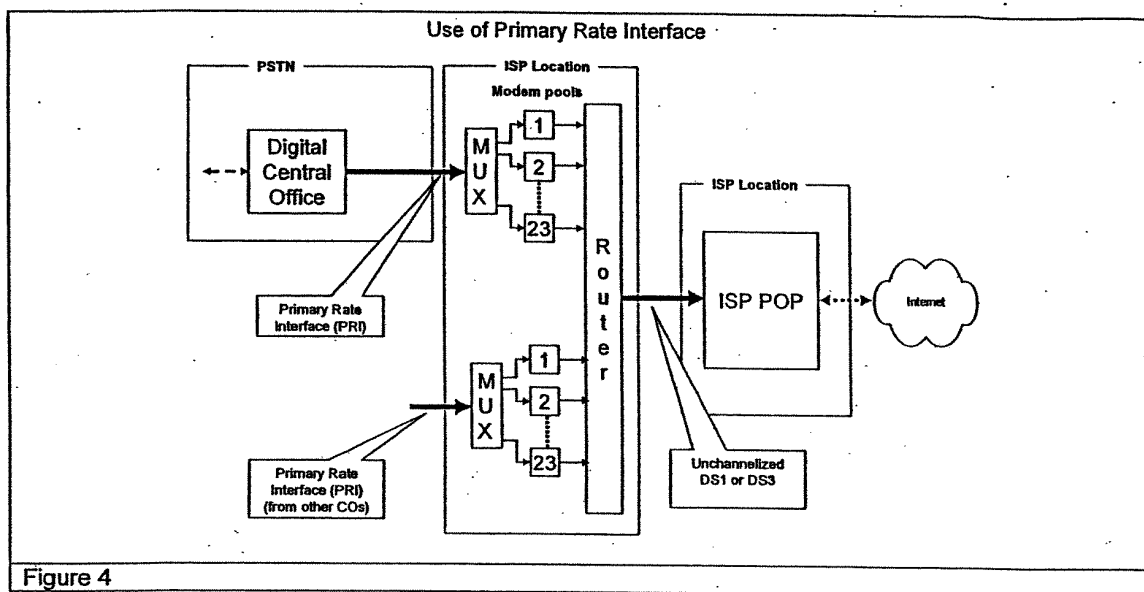 Use of Primary Rate Interface
PSTN
ISP Location
Modem pools
Digital
Central
Office
M
U
X
1
2
23
Primary Rate
Interface (PRI)
M
U
X
1
2
23
Primary Rate
Interface (PRI)
(from other COs)
R
o
u
t
e
r
ISP Location
ISP POP
Internet
Unchannelized
DS1 or DS3
Figure 4